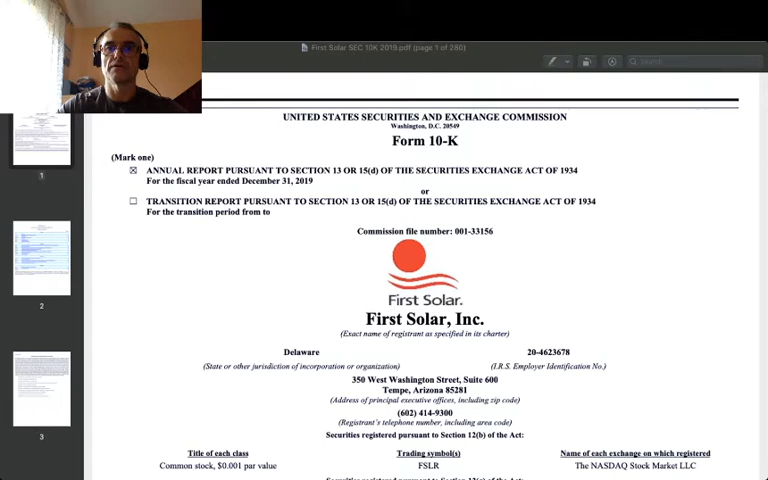 First Solar SEC 10K 2019.pdf (page 1 of 280)
Search
UNITED STATES SECURITIES AND EXCHANGE COMMISSION
Washington, D.C. 20549
Form 10-K
(Mark one)
☒ ANNUAL REPORT PURSUANT TO SECTION 13 OR 15(d) OF THE SECURITIES EXCHANGE ACT OF 1934
For the fiscal year ended December 31, 2019
or
☐ TRANSITION REPORT PURSUANT TO SECTION 13 OR 15(d) OF THE SECURITIES EXCHANGE ACT OF 1934
For the transition period from to
Commission file number: 001-33156
First Solar.
First Solar, Inc.
(Exact name of registrant as specified in its charter)
Delaware 20-4623678
(State or other jurisdiction of incorporation or organization) (I.R.S. Employer Identification No.)
350 West Washington Street, Suite 600
Tempe, Arizona 85281
(Address of principal executive offices, including zip code)
(602) 414-9300
(Registrant's telephone number, including area code)
Securities registered pursuant to Section 12(b) of the Act:
Title of each class Trading symbol(s) Name of each exchange on which registered
Common stock, $0.001 par value FSLR The NASDAQ Stock Market LLC
1
2
3